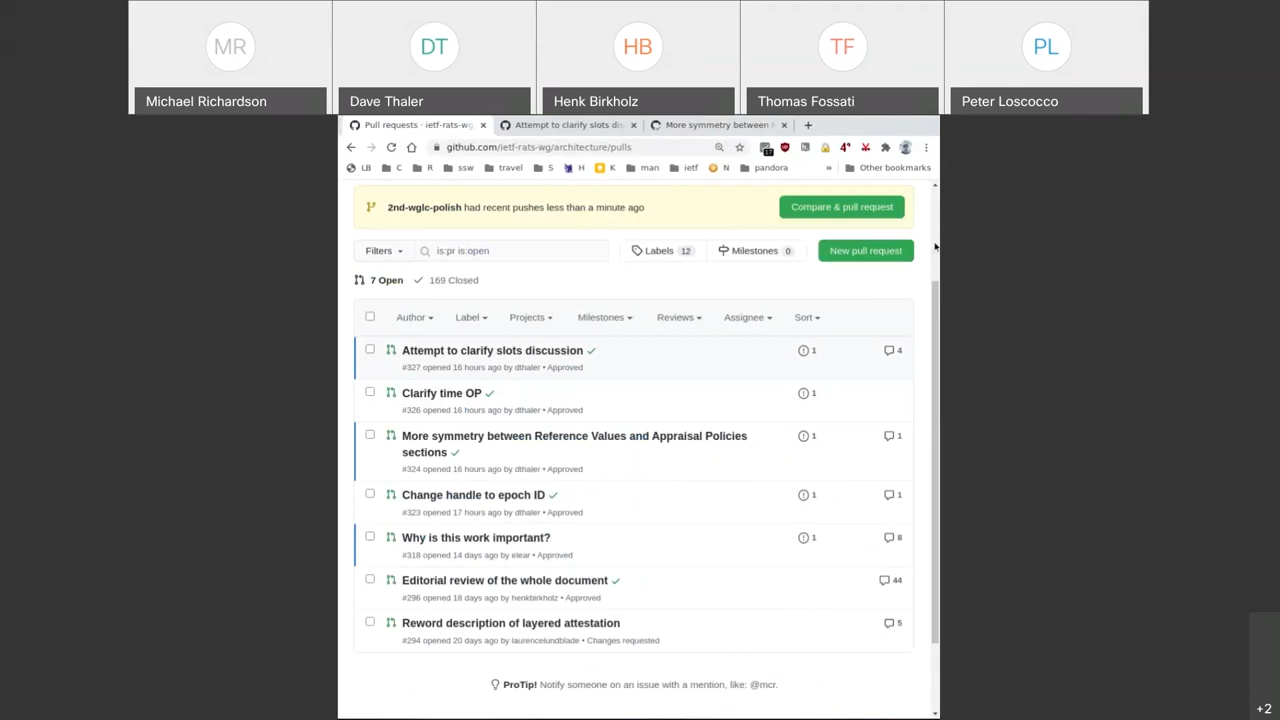 MR
DT
HB
TF
PL
Michael Richardson
Dave Thaler
Henk Birkholz
Thomas Fossati
Peter Loscocco
Pull requests · ietf-rats-wg
Attempt to clarify slots dis
More symmetry between
github.com/ietf-rats-wg/architecture/pulls
LB C R ssw travel S H K man ietf N pandora » Other bookmarks
2nd-wglc-polish had recent pushes less than a minute ago
Compare & pull request
Filters
is:pr is:open
Labels 12
Milestones 0
New pull request
7 Open 169 Closed
Author Label Projects Milestones Reviews Assignee Sort
Attempt to clarify slots discussion 1 4
#327 opened 16 hours ago by dthaler • Approved
Clarify time OP 1
#326 opened 16 hours ago by dthaler • Approved
More symmetry between Reference Values and Appraisal Policies 1 1
sections
#324 opened 16 hours ago by dthaler • Approved
Change handle to epoch ID 1 1
#323 opened 17 hours ago by dthaler • Approved
Why is this work important? 1 8
#318 opened 14 days ago by elear • Approved
Editorial review of the whole document 44
#296 opened 18 days ago by henkbirkholz • Approved
Reword description of layered attestation 5
#294 opened 20 days ago by laurencelundblade • Changes requested
ProTip! Notify someone on an issue with a mention, like: @mcr.
+2